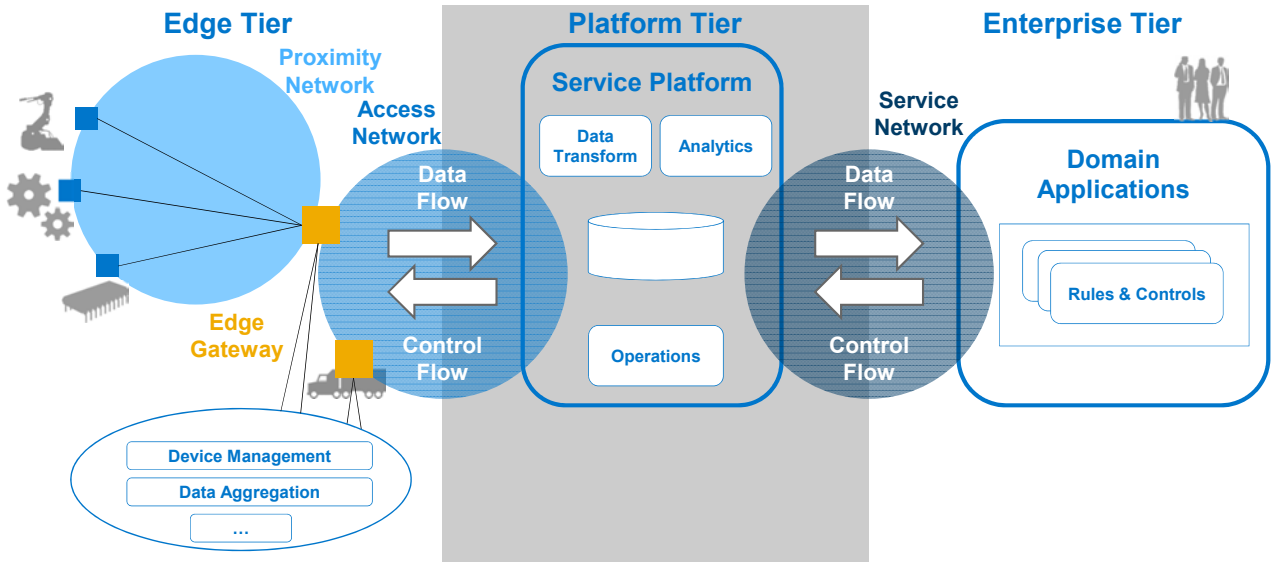 Edge Tier
Platform Tier
Enterprise Tier
Proximity
Network
Access
Network
Service Platform
Service
Network
Data
Transform
Analytics
Domain
Applications
Data
Flow
Data
Flow
Rules & Controls
Edge
Gateway
Control
Flow
Operations
Control
Flow
Device Management
Data Aggregation
...